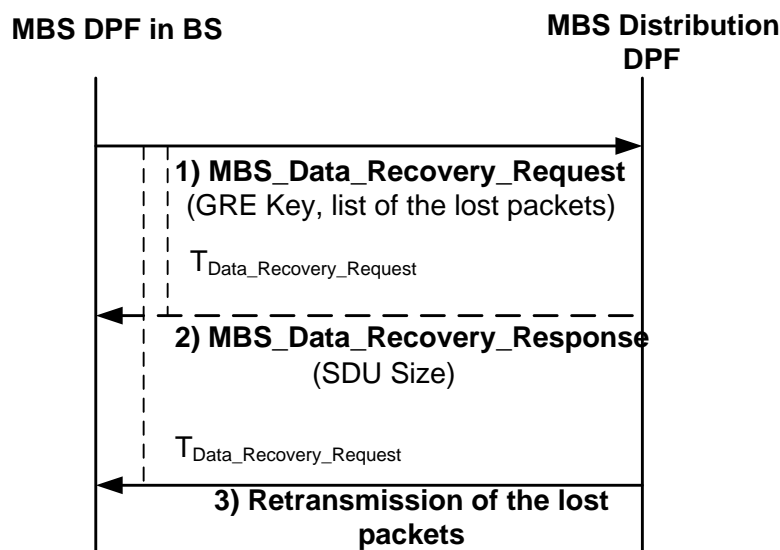 MBS DPF in BS
MBS Distribution
DPF
1) MBS_Data_Recovery_Request
(GRE Key, list of the lost packets)
TData_Recovery_Request
2) MBS_Data_Recovery_Response
(SDU Size)
TData_Recovery_Request
3) Retransmission of the lost
packets